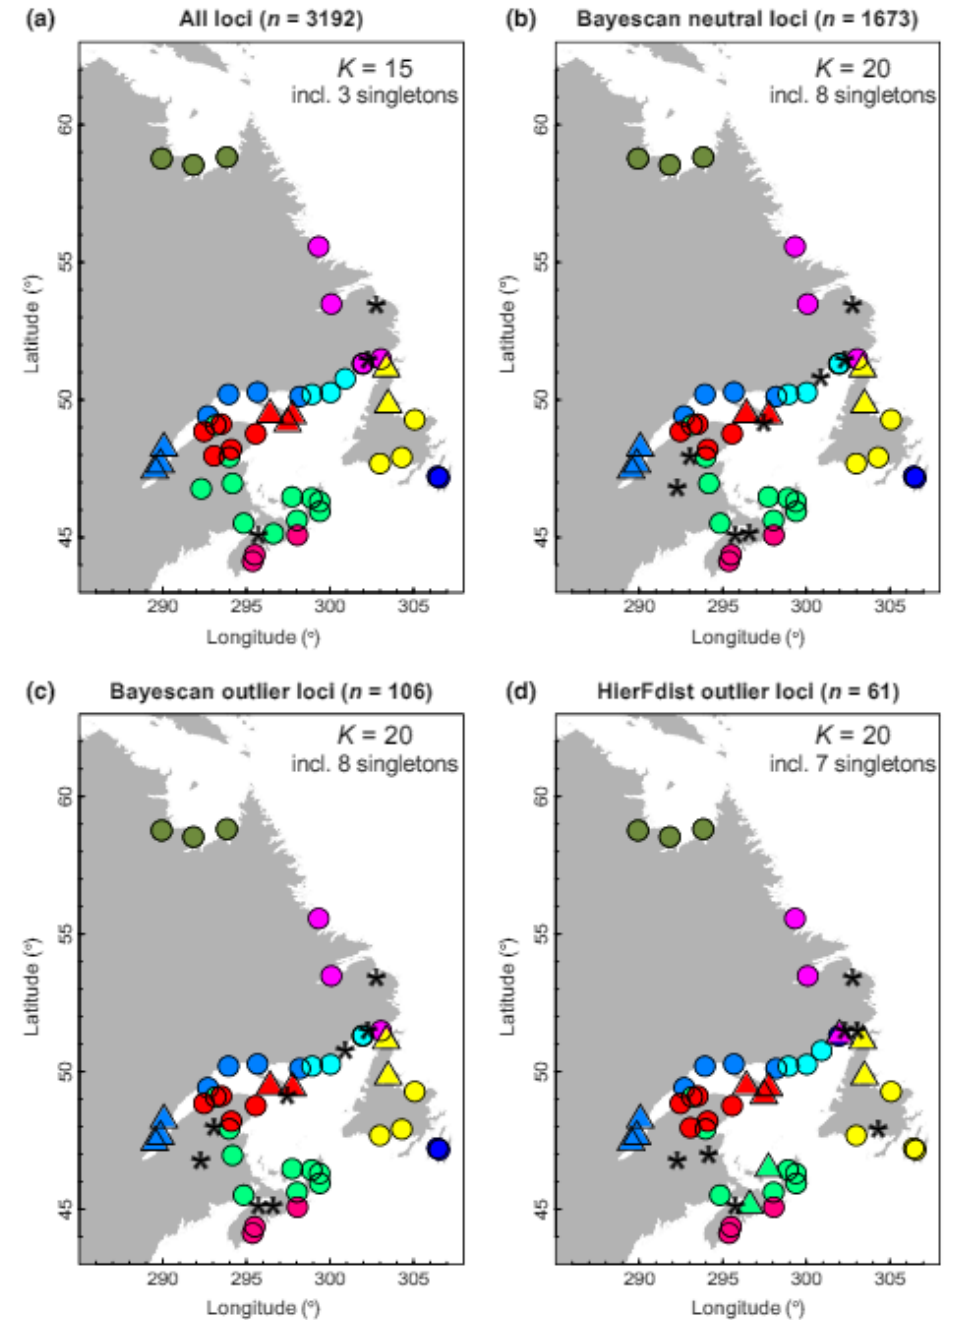 (a) All loci (n = 3192)
K = 15
incl. 3 singletons
60
55
50
45
Latitude (°)
290 295 300 305
Longitude (°)
(b) Bayescan neutral loci (n = 1673)
K = 20
incl. 8 singletons
60
55
50
45
Latitude (°)
290 295 300 305
Longitude (°)
(c) Bayescan outlier loci (n = 106)
K = 20
incl. 8 singletons
60
55
50
45
Latitude (°)
290 295 300 305
Longitude (°)
(d) HierFdist outlier loci (n = 61)
K = 20
incl. 7 singletons
60
55
50
45
Latitude (°)
290 295 300 305
Longitude (°)